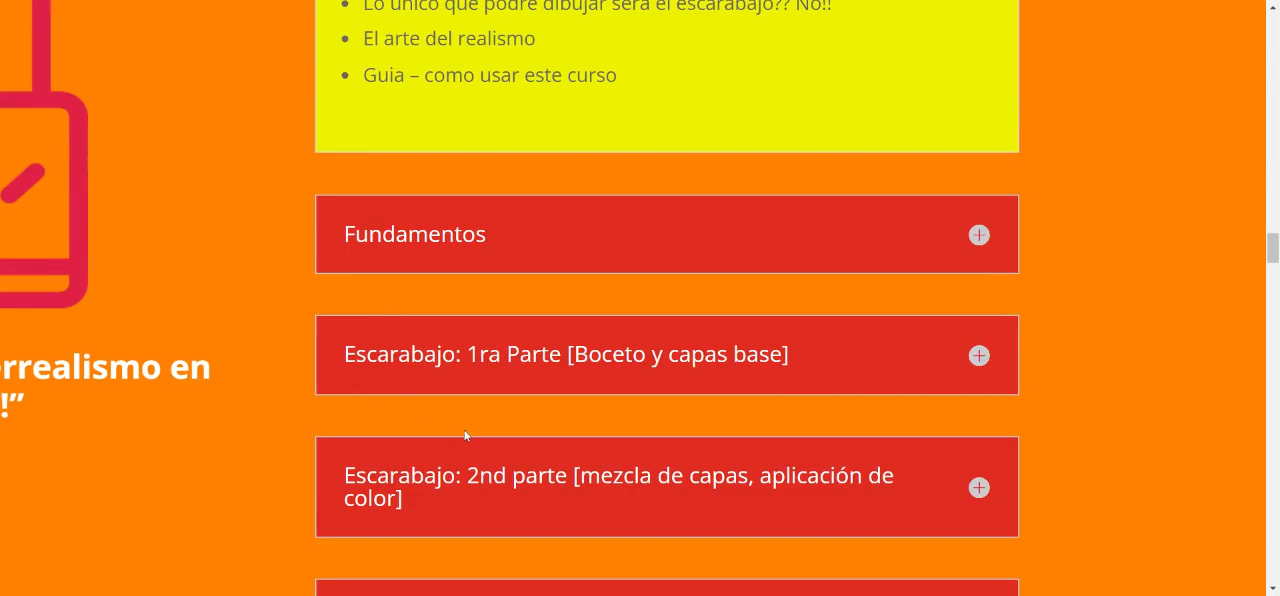 Lo único que podré dibujar será el escarabajo?? No!!
El arte del realismo
Guia – como usar este curso
Fundamentos
Escarabajo: 1ra Parte [Boceto y capas base]
rrealismo en
!”
Escarabajo: 2nd parte [mezcla de capas, aplicación de
color]